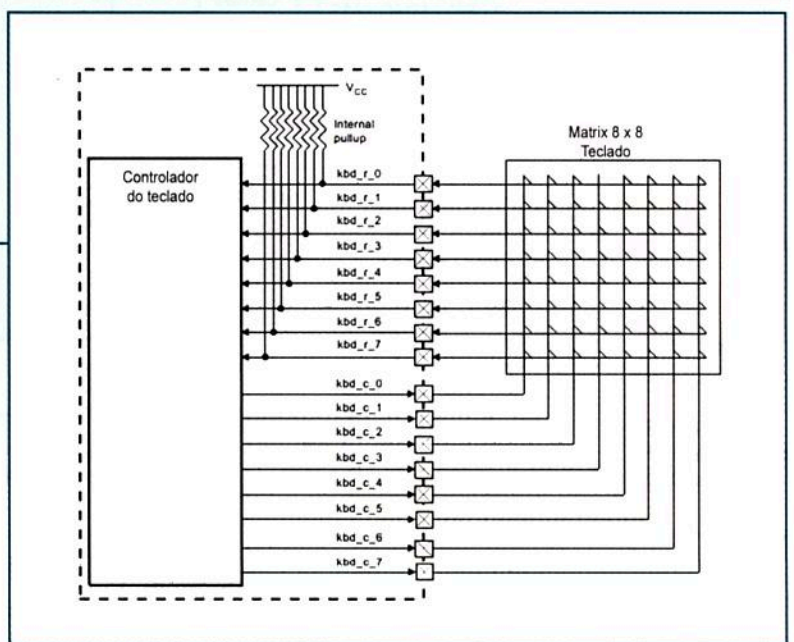 VCC
Internal
pullup
Matrix 8 x 8
Teclado
Controlador
do teclado
kbd_r_0
kbd_r_1
kbd_r_2
kbd_r_3
kbd_r_4
kbd_r_5
kbd_r_6
kbd_r_7
kbd_c_0
kbd_c_1
kbd_c_2
kbd_c_3
kbd_c_4
kbd_c_5
kbd_c_6
kbd_c_7